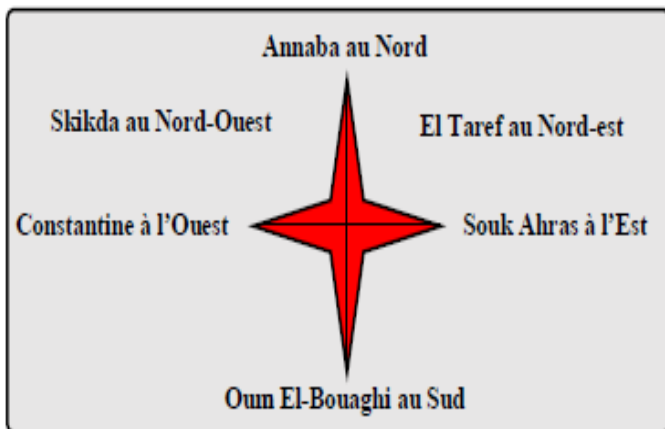 Annaba au Nord
Skikda au Nord-Ouest
El Taref au Nord-est
Constantine à l’Ouest
Souk Ahras à l’Est
Oum El-Bouaghi au Sud